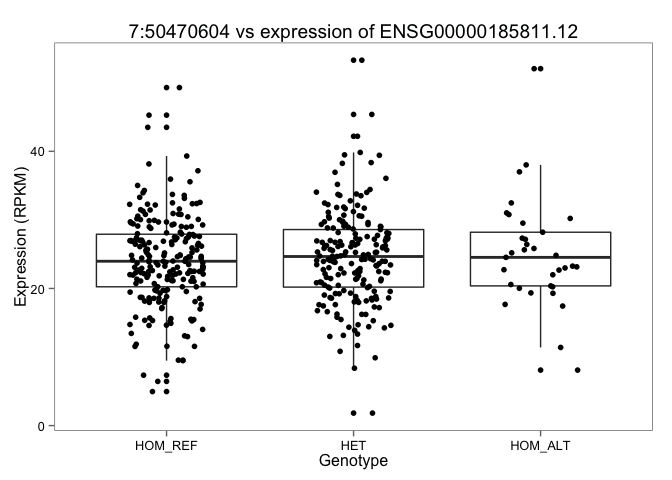 7:50470604 vs expression of ENSG00000185811.12
40
20
0
Expression (RPKM)
HOM_REF HET HOM_ALT
Genotype